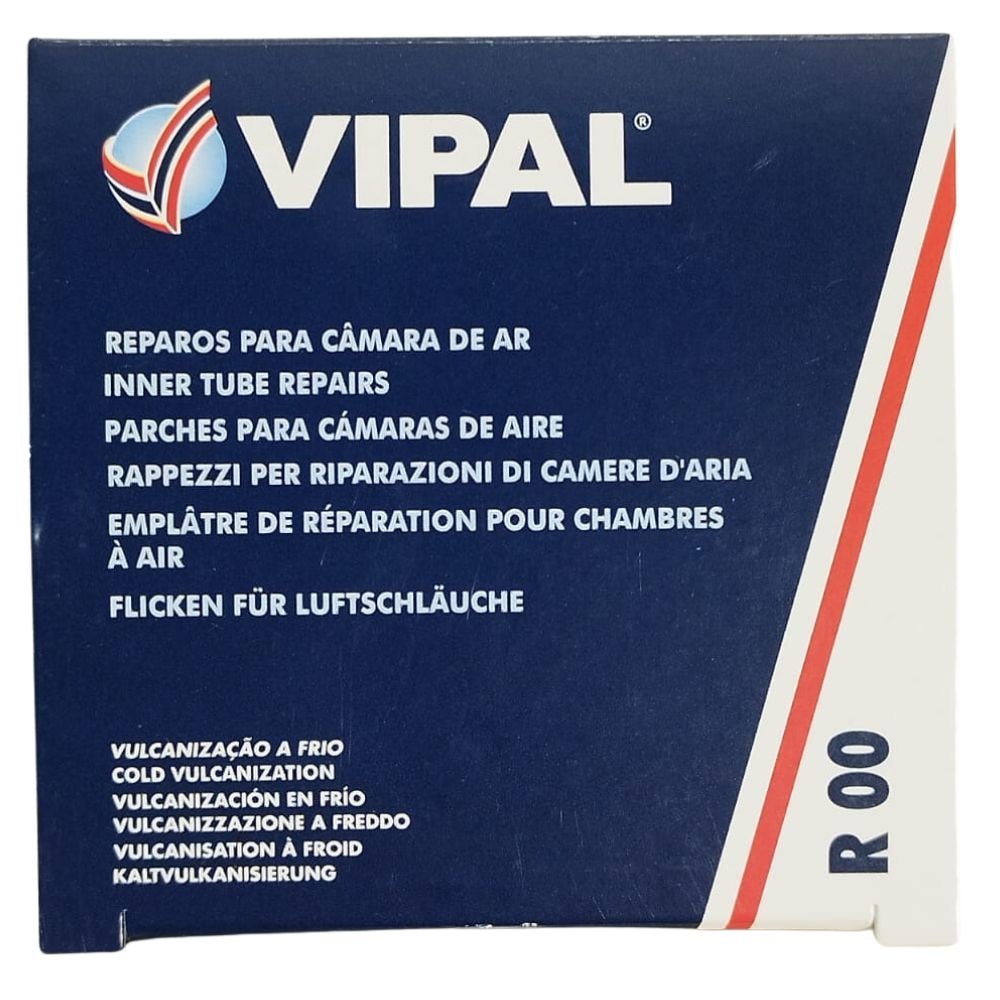 VIPAL®
REPAROS PARA CÂMARA DE AR
INNER TUBE REPAIRS
PARCHES PARA CÁMARAS DE AIRE
RAPPEZZI PER RIPARAZIONI DI CAMERE D'ARIA
EMPLÂTRE DE RÉPARATION POUR CHAMBRES
À AIR
FLICKEN FÜR LUFTSCHLÄUCHE
VULCANIZAÇÃO A FRIO
COLD VULCANIZATION
VULCANIZACIÓN EN FRÍO
VULCANIZZAZIONE A FREDDO
VULCANISATION À FROID
KALTVULKANISIERUNG
R 00